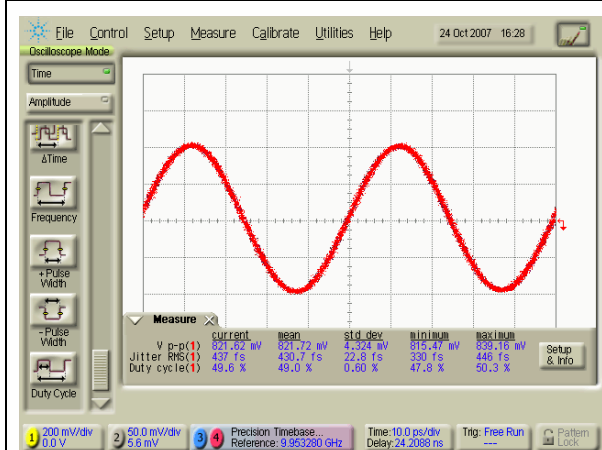 File Control Setup Measure Calibrate Utilities Help 24 Oct 2007 16:28
Oscilloscope Mode
Time
Amplitude
ΔTime
Frequency
+ Pulse
Width
- Pulse
Width
Duty Cycle
Measure
current mean std dev minimum maximum
V p-p(1) 821.62 mV 821.72 mV 4.324 mV 815.47 mV 839.16 mV
Jitter RMS(1) 437 fs 430.7 fs 22.8 fs 330 fs 446 fs
Duty cycle(1) 49.6 % 49.0 % 0.60 % 47.8 % 50.3 %
Setup
& Info
1 200 mV/div
0.0 V
2 50.0 mV/div
5.6 mV
3 4 Precision Timebase...
Reference: 9.953280 GHz
Time:10.0 ps/div
Delay:24.2088 ns
Trig: Free Run
---
Pattern
Lock